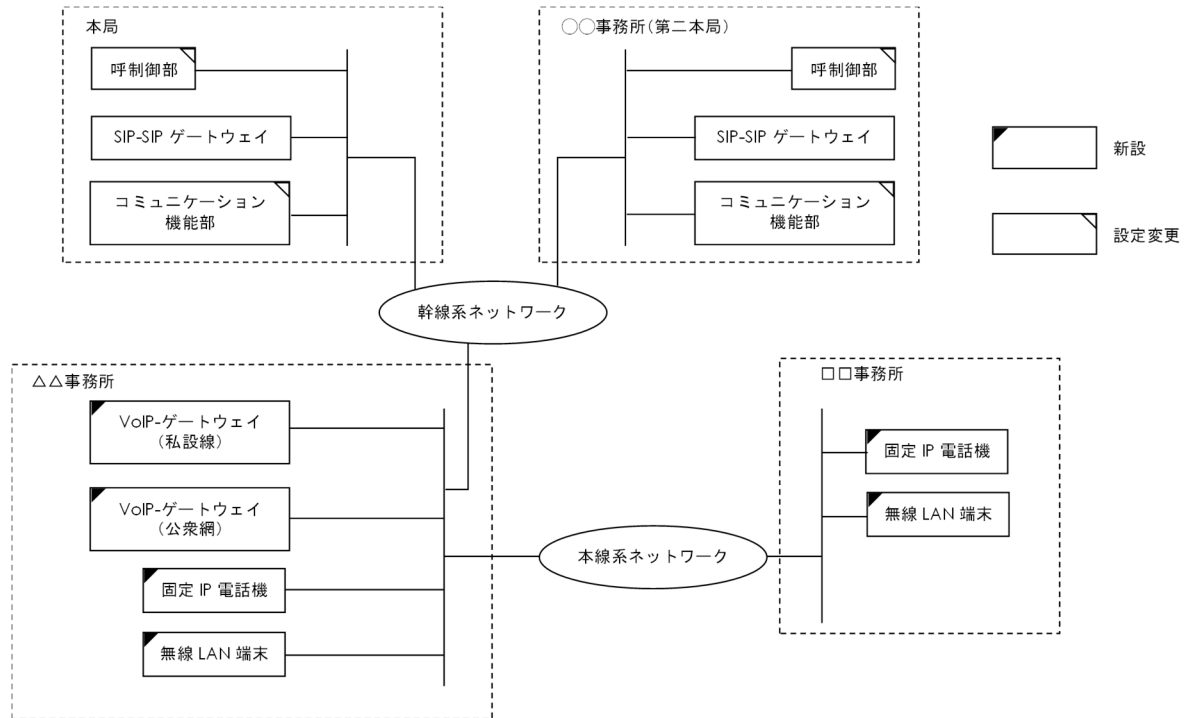 本局
呼制御部
SIP-SIP ゲートウェイ
コミュニケーション
機能部
○○事務所(第二本局)
呼制御部
SIP-SIP ゲートウェイ
コミュニケーション
機能部
新設
設定変更
幹線系ネットワーク
△△事務所
VoIP-ゲートウェイ
(私設線)
VoIP-ゲートウェイ
(公衆網)
固定 IP 電話機
無線 LAN 端末
本線系ネットワーク
□□事務所
固定 IP 電話機
無線 LAN 端末